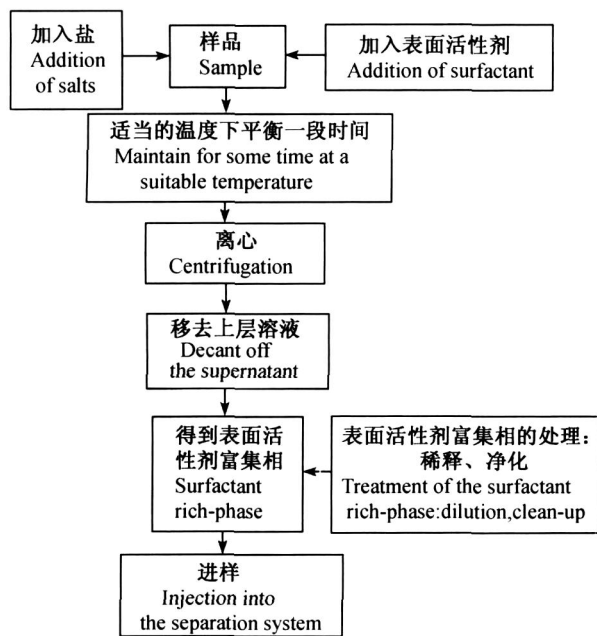 加入盐
Addition
of salts
样品
Sample
加入表面活性剂
Addition of surfactant
适当的温度下平衡一段时间
Maintain for some time at a
suitable temperature
离心
Centrifugation
移去上层溶液
Decant off
the supernatant
得到表面活
性剂富集相
Surfactant
rich-phase
表面活性剂富集相的处理：
稀释、净化
Treatment of the surfactant
rich-phase:dilution,clean-up
进样
Injection into
the separation system